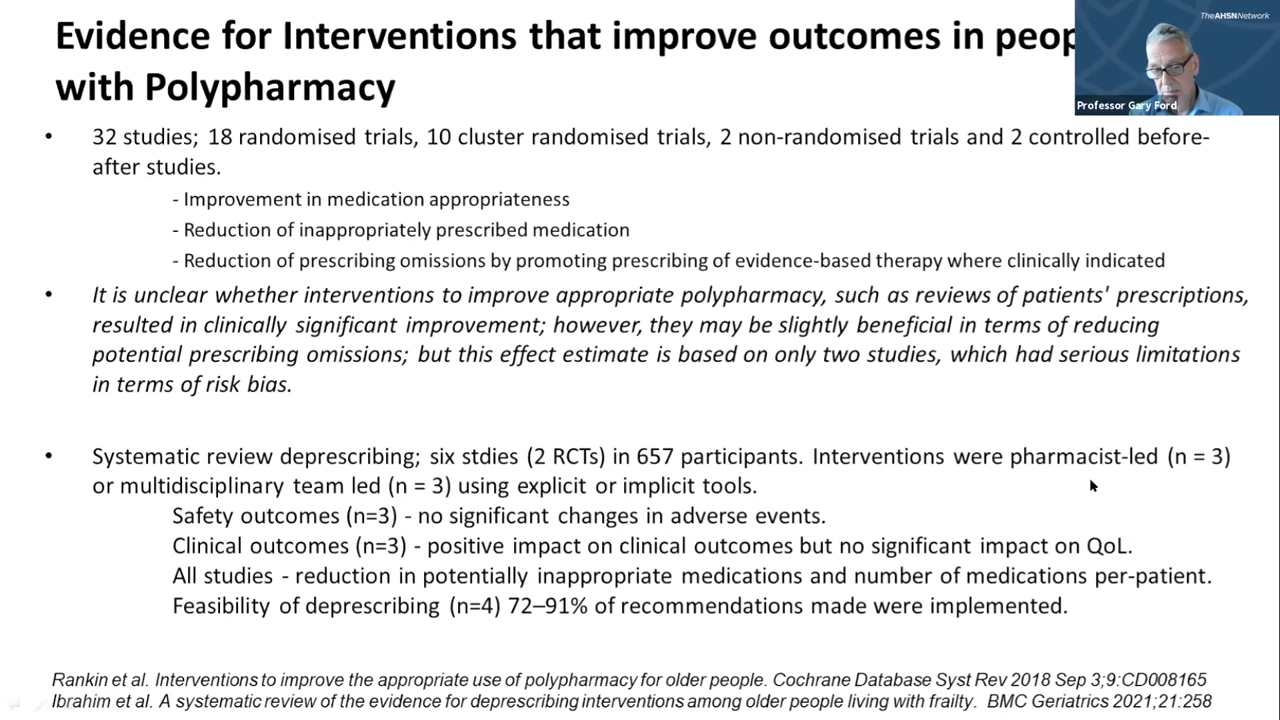 Evidence for Interventions that improve outcomes in peop
with Polypharmacy
TheAHSNNetwork
Professor Gary Ford
• 32 studies; 18 randomised trials, 10 cluster randomised trials, 2 non-randomised trials and 2 controlled before-
after studies.
- Improvement in medication appropriateness
- Reduction of inappropriately prescribed medication
- Reduction of prescribing omissions by promoting prescribing of evidence-based therapy where clinically indicated
• It is unclear whether interventions to improve appropriate polypharmacy, such as reviews of patients' prescriptions,
resulted in clinically significant improvement; however, they may be slightly beneficial in terms of reducing
potential prescribing omissions; but this effect estimate is based on only two studies, which had serious limitations
in terms of risk bias.
• Systematic review deprescribing; six stdies (2 RCTs) in 657 participants. Interventions were pharmacist-led (n = 3)
or multidisciplinary team led (n = 3) using explicit or implicit tools.
Safety outcomes (n=3) - no significant changes in adverse events.
Clinical outcomes (n=3) - positive impact on clinical outcomes but no significant impact on QoL.
All studies - reduction in potentially inappropriate medications and number of medications per-patient.
Feasibility of deprescribing (n=4) 72–91% of recommendations made were implemented.
Rankin et al. Interventions to improve the appropriate use of polypharmacy for older people. Cochrane Database Syst Rev 2018 Sep 3;9:CD008165
Ibrahim et al. A systematic review of the evidence for deprescribing interventions among older people living with frailty. BMC Geriatrics 2021;21:258